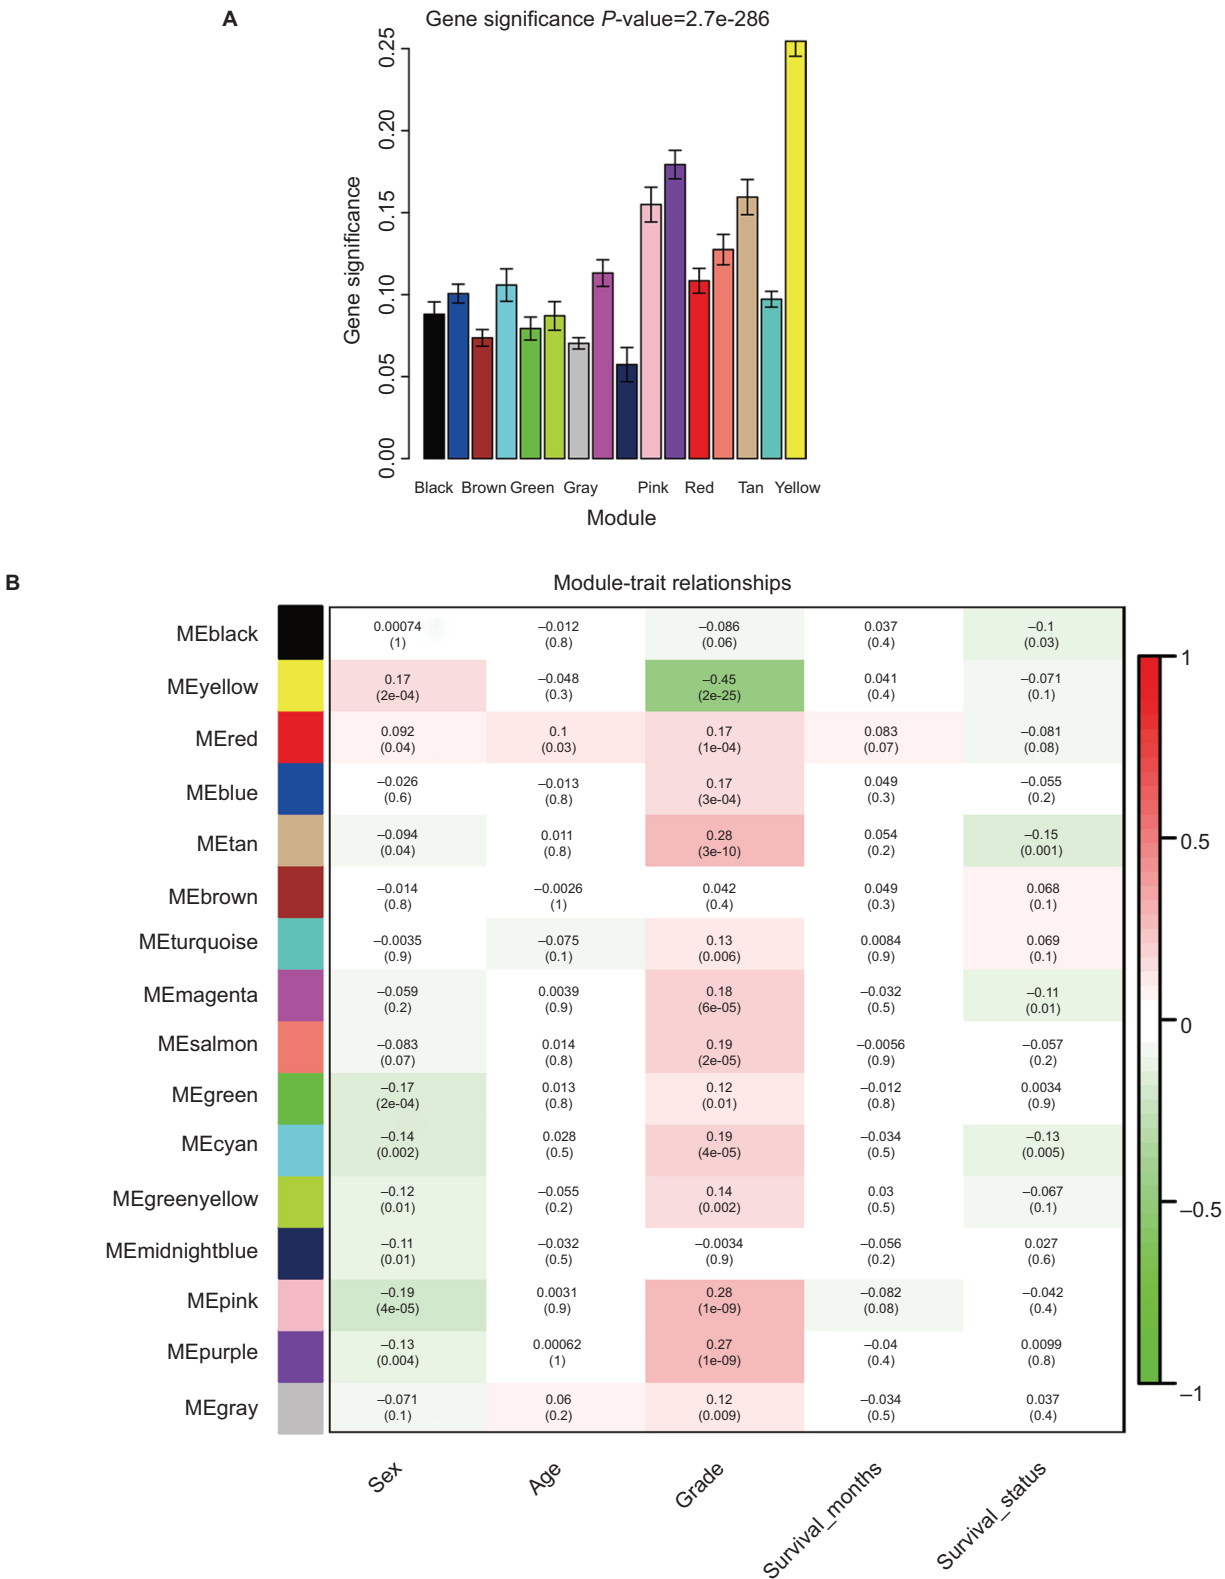 A
Gene significance P-value=2.7e-286
0.25
0.20
0.15
0.10
0.05
0.00
Gene significance
Black Brown Green Gray Pink Red Tan Yellow
Module
B
Module-trait relationships
MEblack 0.00074 –0.012 –0.086 0.037 –0.1
(1) (0.8) (0.06) (0.4) (0.03)
MEyellow 0.17 –0.048 –0.45 0.041 –0.071
(2e-04) (0.3) (2e-25) (0.4) (0.1)
MEred 0.092 0.1 0.17 0.083 –0.081
(0.04) (0.03) (1e-04) (0.07) (0.08)
MEblue –0.026 –0.013 0.17 0.049 –0.055
(0.6) (0.8) (3e-04) (0.3) (0.2)
MEtan –0.094 0.011 0.28 0.054 –0.15
(0.04) (0.8) (3e-10) (0.2) (0.001)
MEbrown –0.014 –0.0026 0.042 0.049 0.068
(0.8) (1) (0.4) (0.3) (0.1)
MEturquoise –0.0035 –0.075 0.13 0.0084 0.069
(0.9) (0.1) (0.006) (0.9) (0.1)
MEmagenta –0.059 0.0039 0.18 –0.032 –0.11
(0.2) (0.9) (6e-05) (0.5) (0.01)
MEsalmon –0.083 0.014 0.19 –0.0056 –0.057
(0.07) (0.8) (2e-05) (0.9) (0.2)
MEgreen –0.17 0.013 0.12 –0.012 0.0034
(2e-04) (0.8) (0.01) (0.8) (0.9)
MEcyan –0.14 0.028 0.19 –0.034 –0.13
(0.002) (0.5) (4e-05) (0.5) (0.005)
MEgreenyellow –0.12 –0.055 0.14 0.03 –0.067
(0.01) (0.2) (0.002) (0.5) (0.1)
MEmidnightblue –0.11 –0.032 –0.0034 –0.056 0.027
(0.01) (0.5) (0.9) (0.2) (0.6)
MEpink –0.19 0.0031 0.28 –0.082 –0.042
(4e-05) (0.9) (1e-09) (0.08) (0.4)
MEpurple –0.13 0.00062 0.27 –0.04 0.0099
(0.004) (1) (1e-09) (0.4) (0.8)
MEgray –0.071 0.06 0.12 –0.034 0.037
(0.1) (0.2) (0.009) (0.5) (0.4)
1
0.5
0
–0.5
–1
Sex Age Grade Survival_months Survival_status